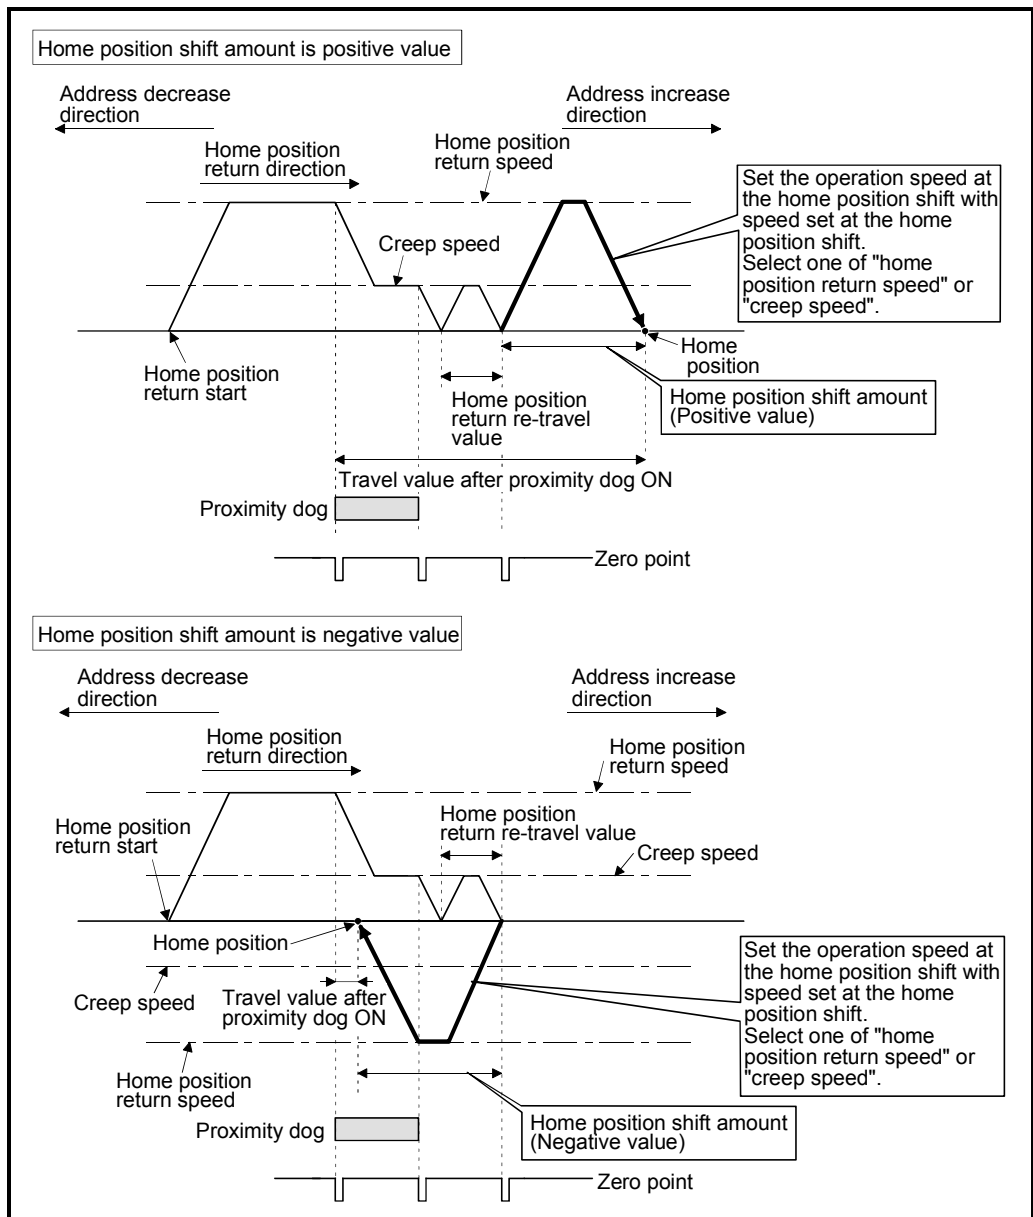 Home position shift amount is positive value
Address decrease
direction
Address increase
direction
Home position
return direction
Home position
return speed
Set the operation speed at
the home position shift with
speed set at the home
position shift.
Select one of "home
position return speed" or
"creep speed".
Creep speed
Home position
return start
Home
position
Home position
return re-travel
value
Home position shift amount
(Positive value)
Travel value after proximity dog ON
Proximity dog
Zero point
Home position shift amount is negative value
Address decrease
direction
Address increase
direction
Home position
return direction
Home position
return speed
Home position
return start
Home position
return re-travel value
Creep speed
Home position
Creep speed
Travel value after
proximity dog ON
Set the operation speed at
the home position shift with
speed set at the home
position shift.
Select one of "home
position return speed" or
"creep speed".
Home position
return speed
Home position shift amount
(Negative value)
Proximity dog
Zero point